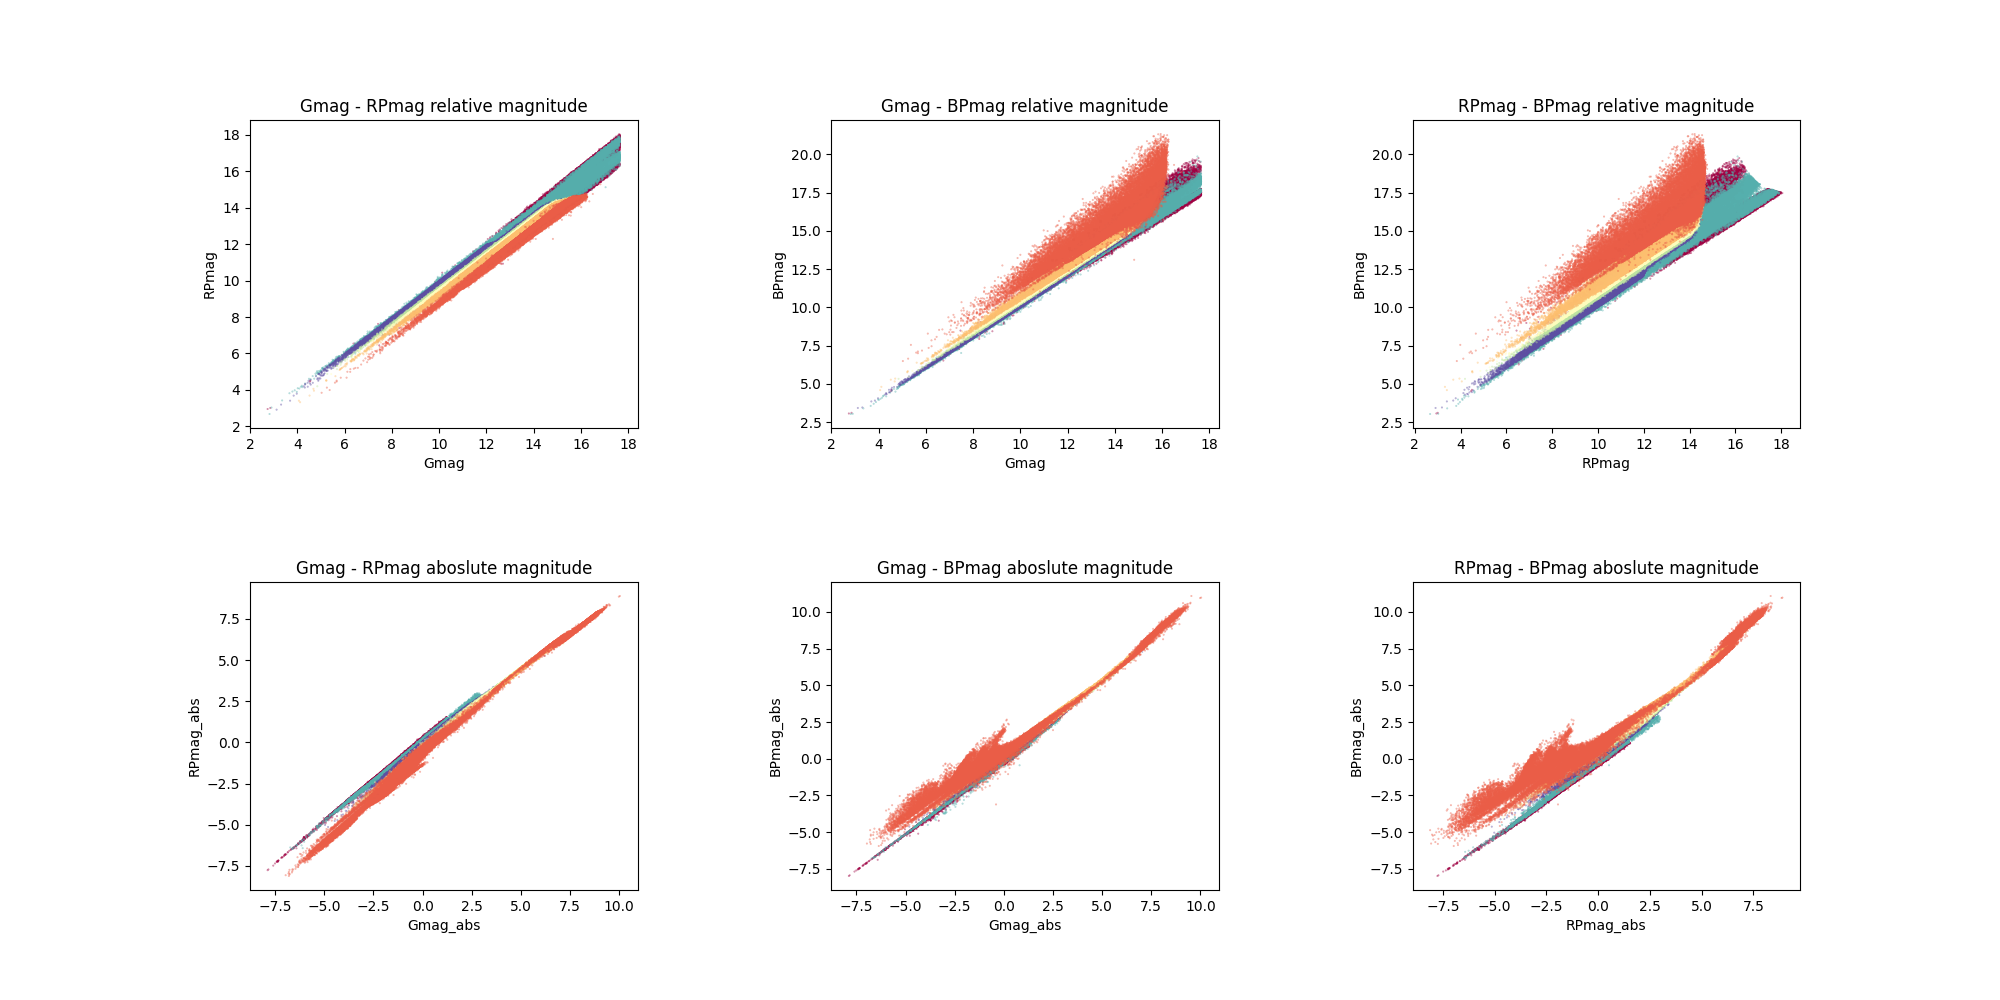 Gmag - RPmag relative magnitude
18
16
14
12
10
8
6
4
2
RPmag
2 4 6 8 10 12 14 16 18
Gmag
Gmag - BPmag relative magnitude
20.0
17.5
15.0
12.5
10.0
7.5
5.0
2.5
BPmag
2 4 6 8 10 12 14 16 18
Gmag
RPmag - BPmag relative magnitude
20.0
17.5
15.0
12.5
10.0
7.5
5.0
2.5
BPmag
2 4 6 8 10 12 14 16 18
RPmag
Gmag - RPmag aboslute magnitude
7.5
5.0
2.5
0.0
−2.5
−5.0
−7.5
RPmag_abs
−7.5 −5.0 −2.5 0.0 2.5 5.0 7.5 10.0
Gmag_abs
Gmag - BPmag aboslute magnitude
10.0
7.5
5.0
2.5
0.0
−2.5
−5.0
−7.5
BPmag_abs
−7.5 −5.0 −2.5 0.0 2.5 5.0 7.5 10.0
Gmag_abs
RPmag - BPmag aboslute magnitude
10.0
7.5
5.0
2.5
0.0
−2.5
−5.0
−7.5
BPmag_abs
−7.5 −5.0 −2.5 0.0 2.5 5.0 7.5
RPmag_abs